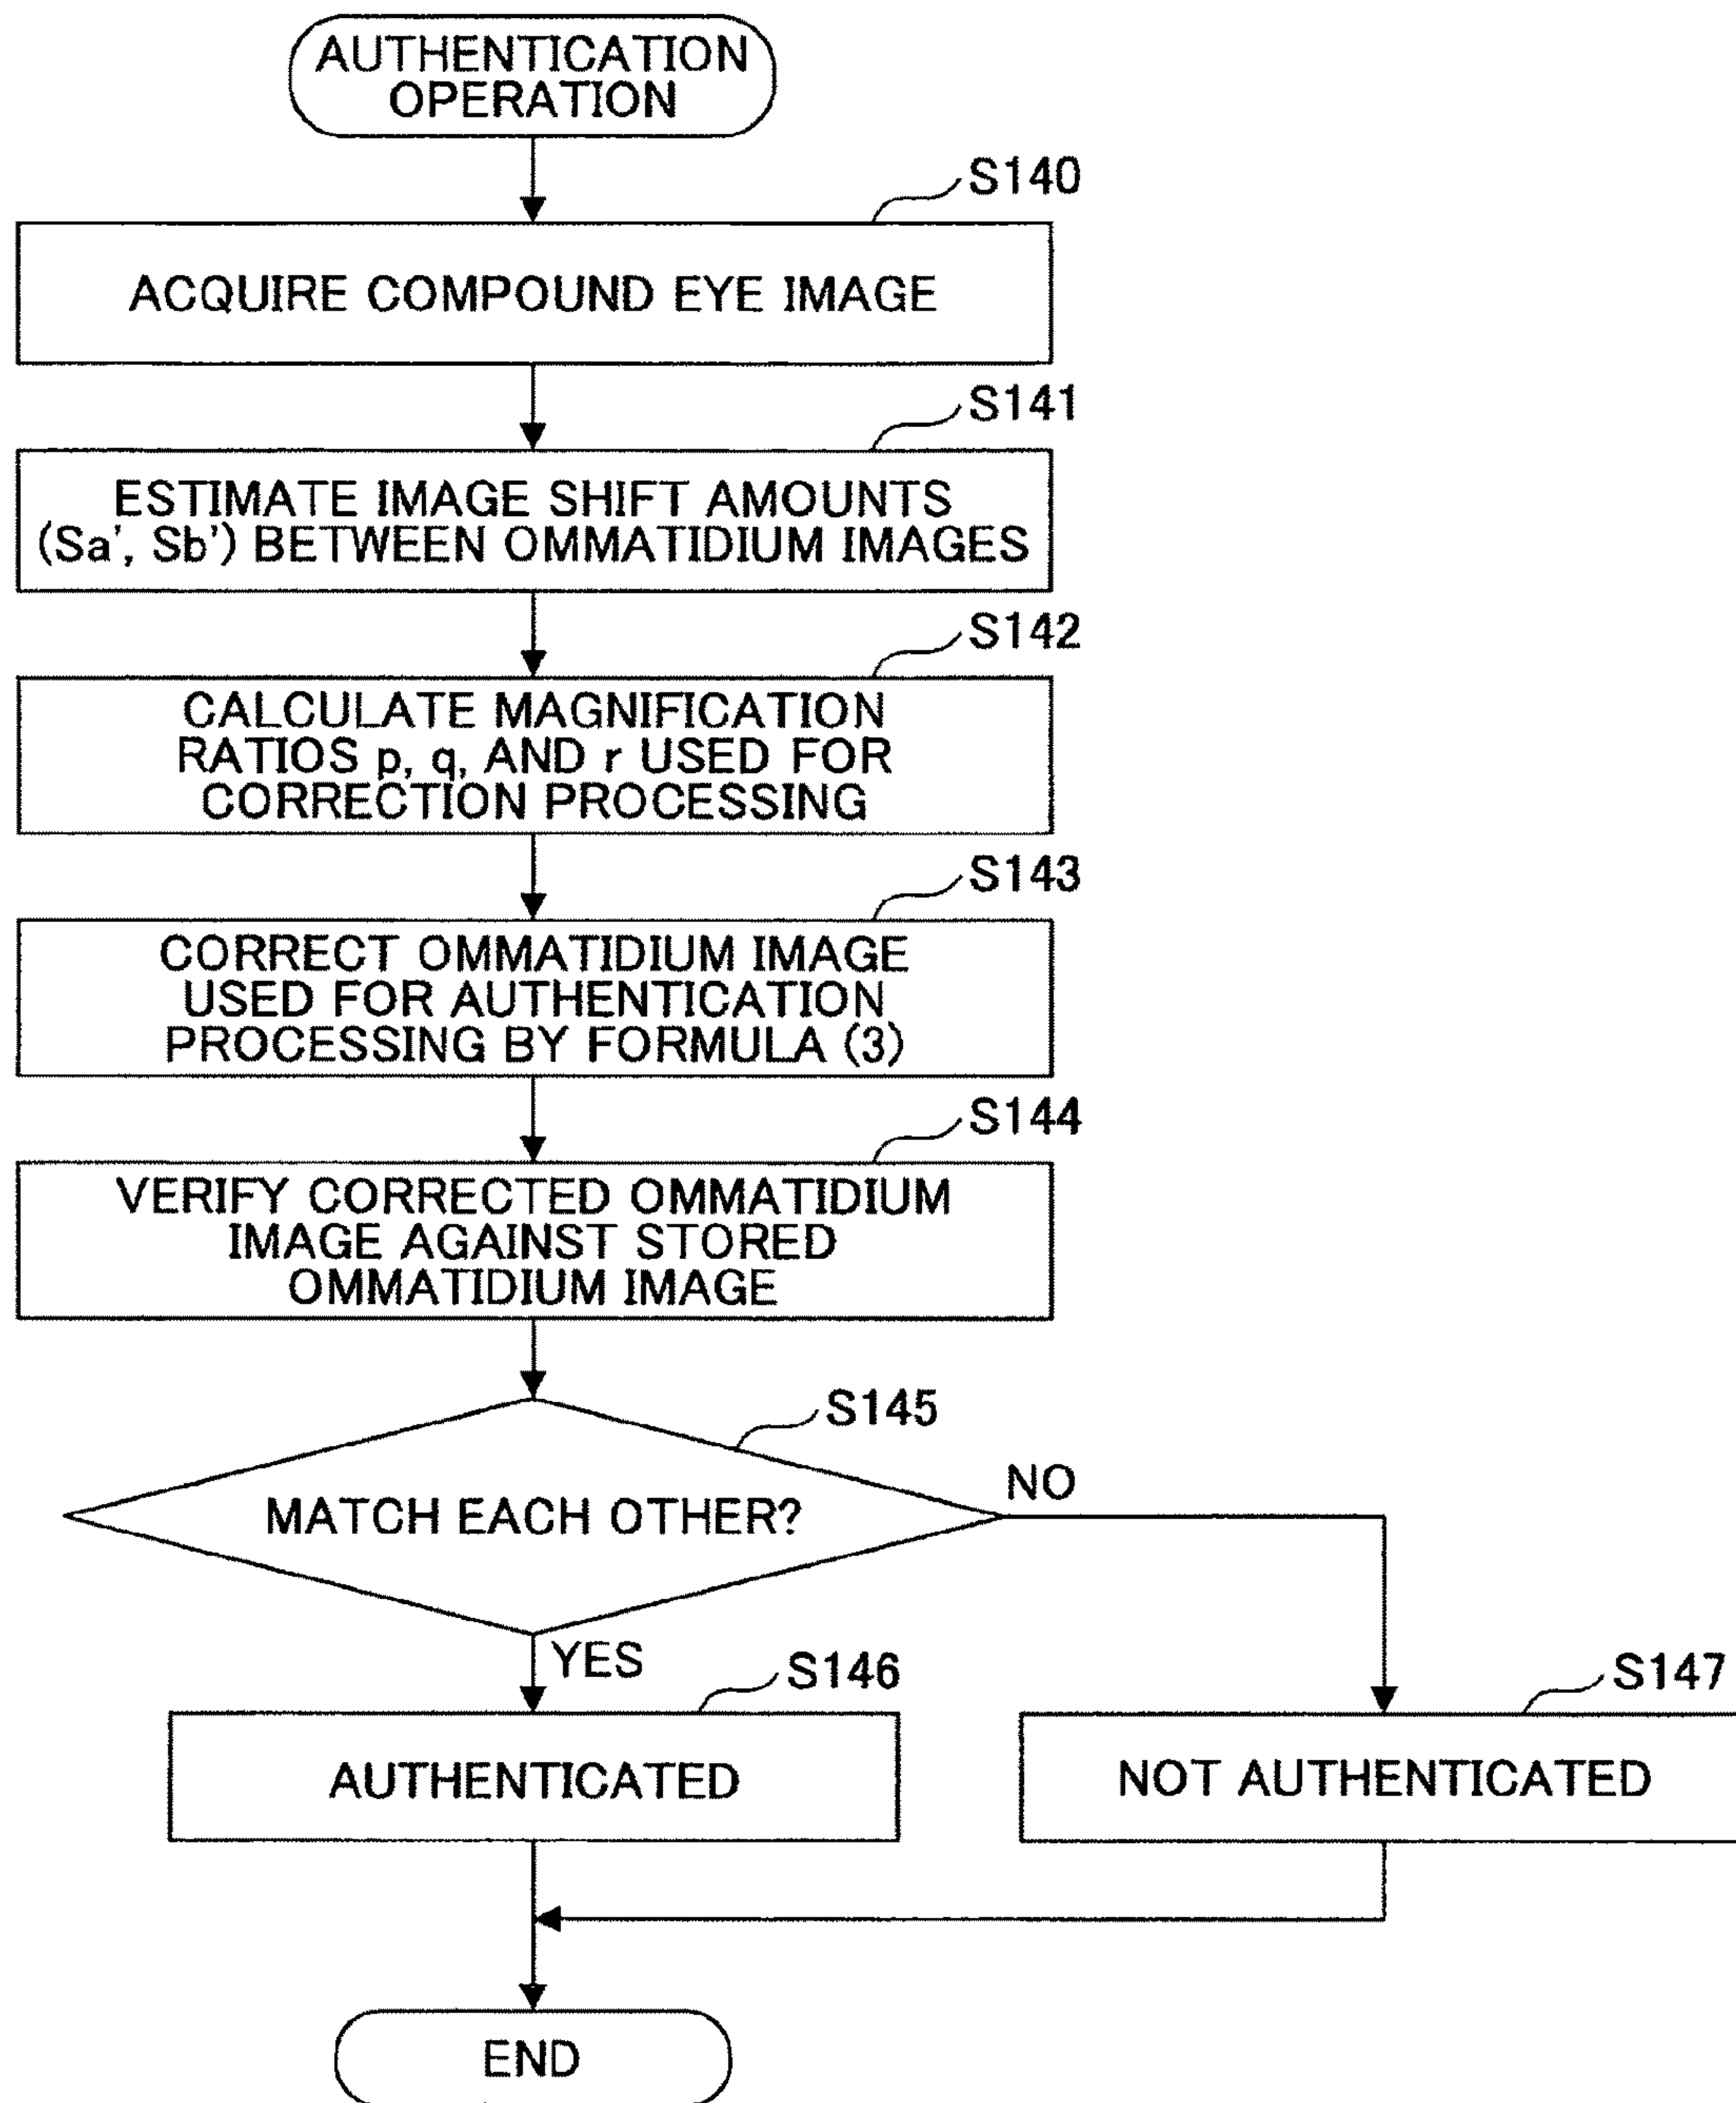 AUTHENTICATION
OPERATION
S140
ACQUIRE COMPOUND EYE IMAGE
S141
ESTIMATE IMAGE SHIFT AMOUNTS
(Sa', Sb') BETWEEN OMMATIDIUM IMAGES
S142
CALCULATE MAGNIFICATION
RATIOS p, q, AND r USED FOR
CORRECTION PROCESSING
S143
CORRECT OMMATIDIUM IMAGE
USED FOR AUTHENTICATION
PROCESSING BY FORMULA (3)
S144
VERIFY CORRECTED OMMATIDIUM
IMAGE AGAINST STORED
OMMATIDIUM IMAGE
S145
MATCH EACH OTHER?
NO
YES
S146
AUTHENTICATED
S147
NOT AUTHENTICATED
END